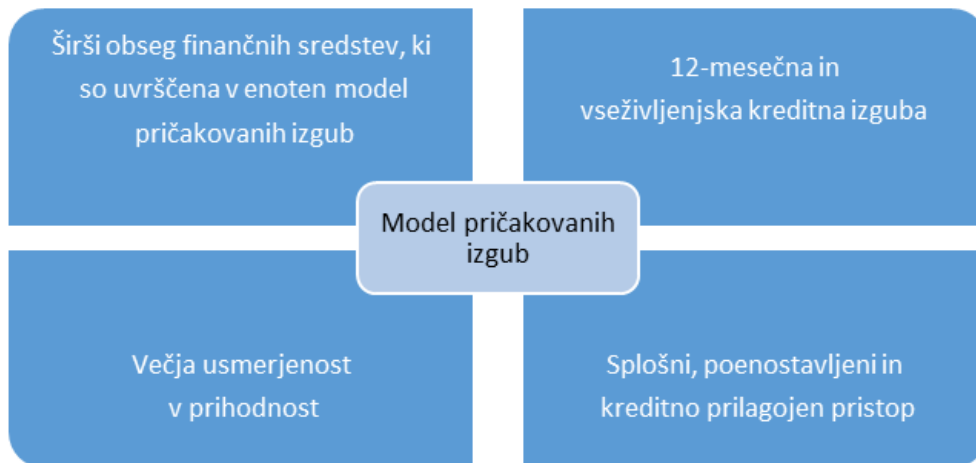 Širši obseg finančnih sredstev, ki
so uvrščena v enoten model
pričakovanih izgub
12-mesečna in
vseživljenjska kreditna izguba
Model pričakovanih
izgub
Večja usmerjenost
v prihodnost
Splošni, poenostavljeni in
kreditno prilagojen pristop